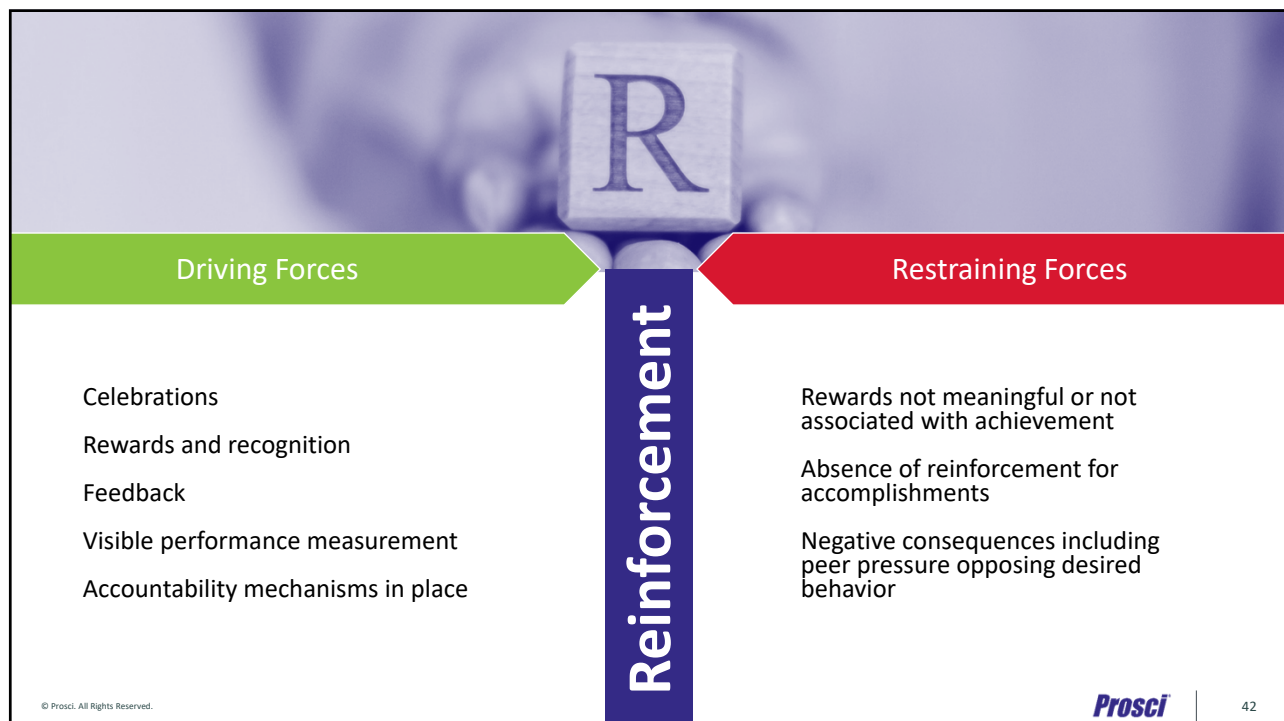 R
Driving Forces
Restraining Forces
Reinforcement
Celebrations
Rewards and recognition
Feedback
Visible performance measurement
Accountability mechanisms in place
Rewards not meaningful or not
associated with achievement
Absence of reinforcement for
accomplishments
Negative consequences including
peer pressure opposing desired
behavior
© Prosci. All Rights Reserved.
Prosci
42